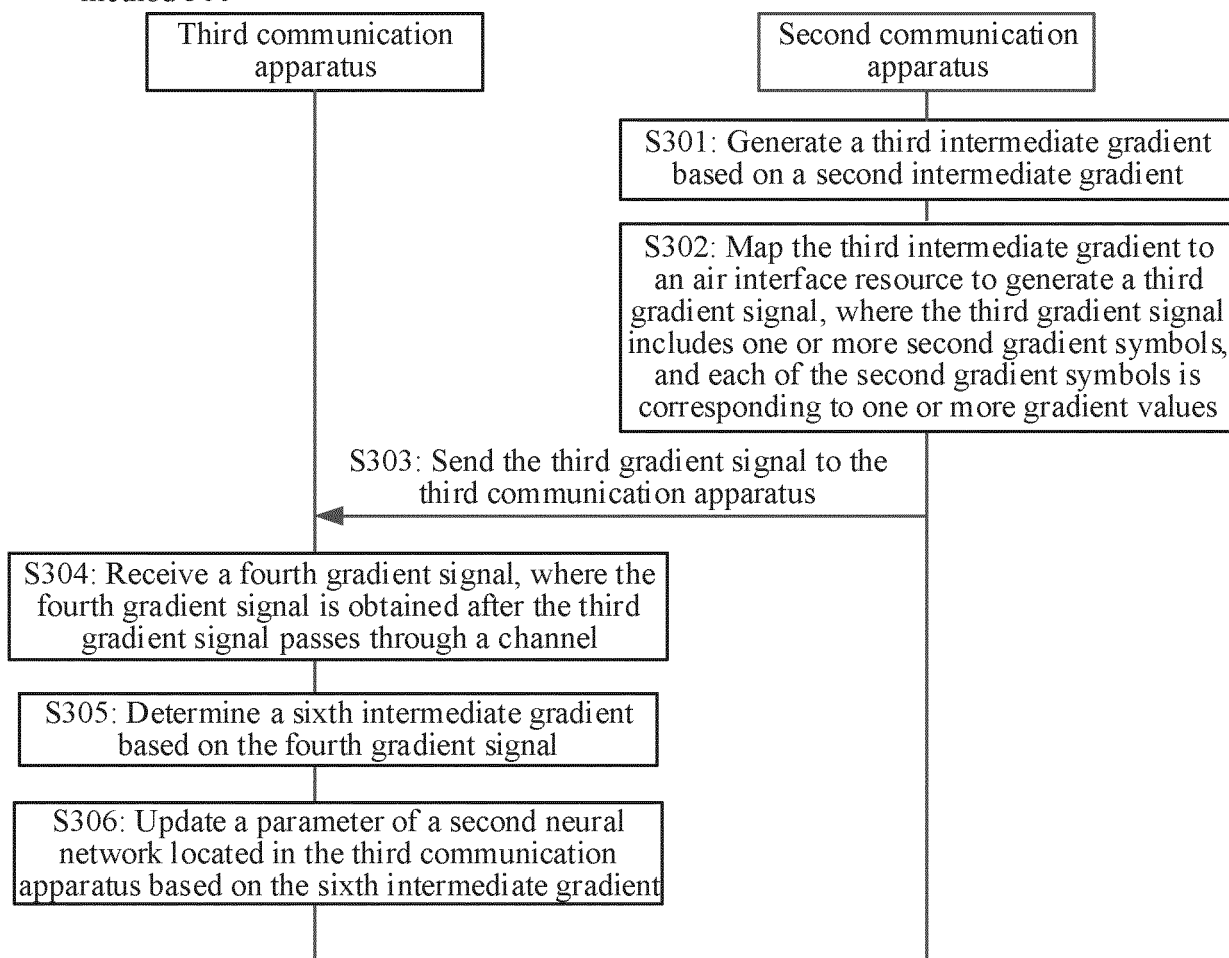 Third communication
apparatus
Second communication
apparatus
S301: Generate a third intermediate gradient
based on a second intermediate gradient
S302: Map the third intermediate gradient to
an air interface resource to generate a third
gradient signal, where the third gradient signal
includes one or more second gradient symbols,
and each of the second gradient symbols is
corresponding to one or more gradient values
S303: Send the third gradient signal to the
third communication apparatus
S304: Receive a fourth gradient signal, where the
fourth gradient signal is obtained after the third
gradient signal passes through a channel
S305: Determine a sixth intermediate gradient
based on the fourth gradient signal
S306: Update a parameter of a second neural
network located in the third communication
apparatus based on the sixth intermediate gradient